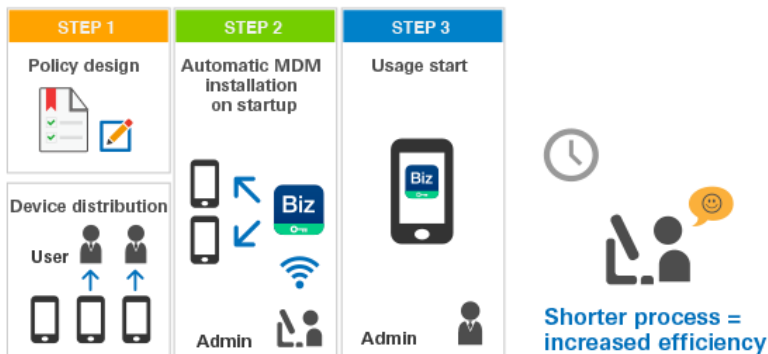 STEP 1
Policy design
Device distribution
User
STEP 2
Automatic MDM
installation
on startup
Biz
Admin
STEP 3
Usage start
Biz
Admin
Shorter process =
increased efficiency